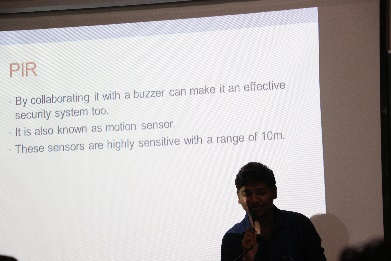 PIR
· By collaborating it with a buzzer can make it an effective
security system too.
· It is also known as motion sensor
· These sensors are highly sensitive with a range of 10m.